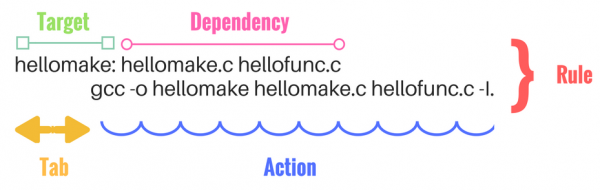 Target Dependency
hellomake: hellomake.c hellofunc.c
gcc -o hellomake hellomake.c hellofunc.c -I.
Rule
Tab Action